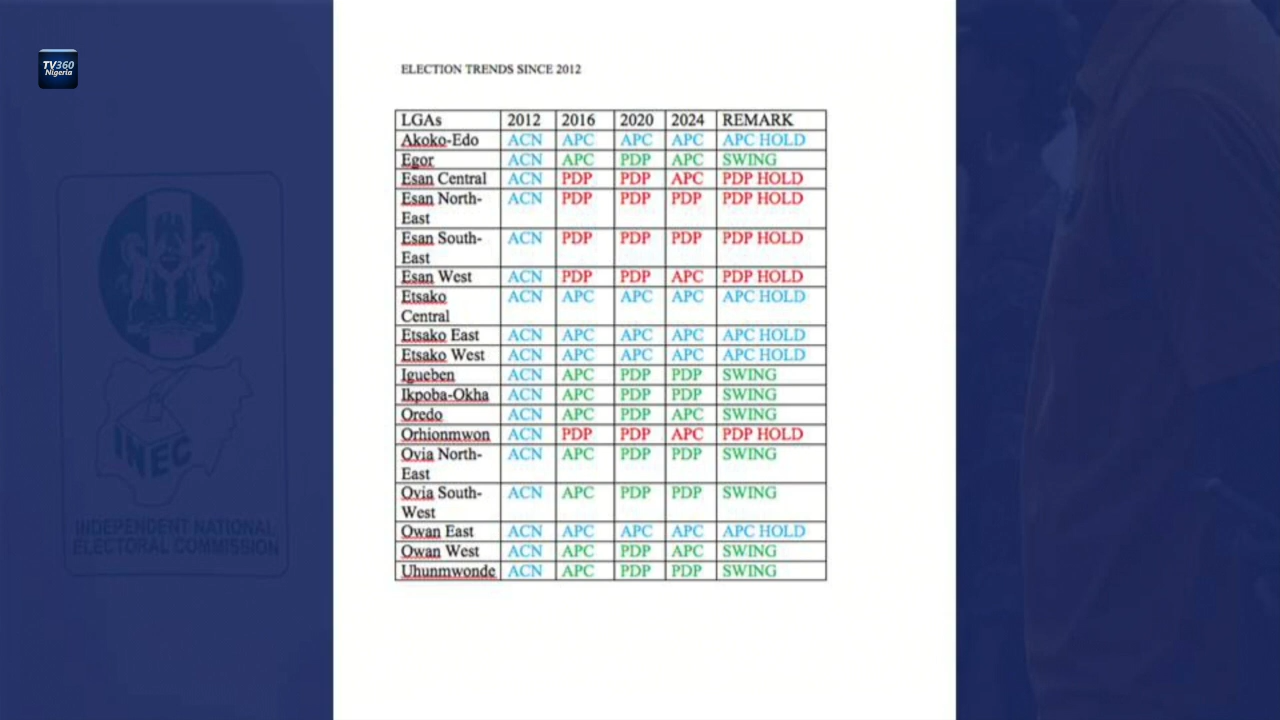 TV360
Nigeria
ELECTION TRENDS SINCE 2012
LGAs 2012 2016 2020 2024 REMARK
Akoko-Edo ACN APC APC APC APC HOLD
Egor ACN APC PDP APC SWING
Esan Central ACN PDP PDP APC PDP HOLD
Esan North-
East ACN PDP PDP PDP PDP HOLD
Esan South-
East ACN PDP PDP PDP PDP HOLD
Esan West ACN PDP PDP APC PDP HOLD
Etsako
Central ACN APC APC APC APC HOLD
Etsako East ACN APC APC APC APC HOLD
Etsako West ACN APC APC APC APC HOLD
Igueben ACN APC PDP PDP SWING
Ikpoba-Okha ACN APC PDP PDP SWING
Oredo ACN APC PDP APC SWING
Orhionmwon ACN PDP PDP APC PDP HOLD
Ovia North-
East ACN APC PDP PDP SWING
Ovia South-
West ACN APC PDP PDP SWING
Owan East ACN APC APC APC APC HOLD
Owan West ACN APC PDP APC SWING
Uhunmwonde ACN APC PDP PDP SWING
INEC
INDEPENDENT NATIONAL
ELECTORAL COMMISSION